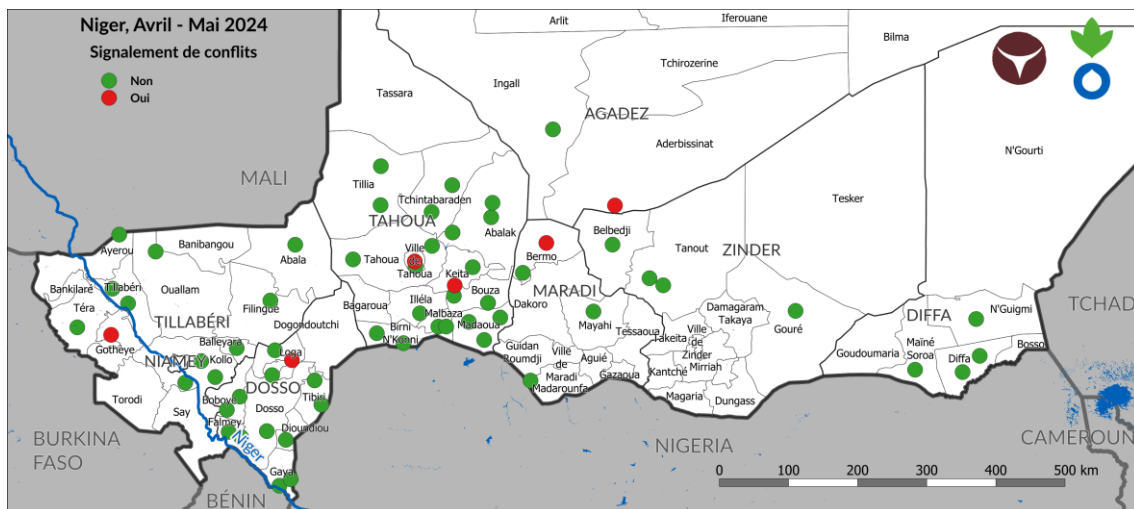 Niger, Avril - Mai 2024
Signalement de conflits
Non
Oui
Arlit
Iferouane
Bilma
Ingall
Tchirozerine
Tassara
AGADEZ
Aderbissinat
N'Gourti
MALI
Tillia
Tchintabaraden
TAHOUA
Abalak
Tesker
Belbedji
Tanout
ZINDER
Ayerou
Banibangou
Abala
Tahoua
Ville
de
Tahoua
Keita
Bermo
MARADI
Bankilaré
Tillabéri
Ouallam
Filingué
Bagaroua
Illéla
Bouza
Dakoro
Damagaram
Takaya
Gouré
N'Guigmi
TCHAD
Téra
TILLABÉRI
Dogondoutchi
Malbaza
Madaoua
Mayahi
Tessaoua
Takeita
DIFFA
Birni
N'Konni
Gothèye
Balleyara
Kollo
Loga
Guidan
Roumdji
Ville
de
Maradi
Madarounfa
Aguié
Gazaoua
Ville
de
Zinder
Mirriah
Kantché
Magaria
Dungass
Goudoumaria
Maïné
Soroa
Diffa
Bosso
NIAMEY
Torodi
Say
Boboye
DOSSO
Dosso
Tibiri
Falmey
Dioundiou
Niger
Gaya
BURKINA
FASO
BÉNIN
NIGERIA
CAMEROUN
0 100 200 300 400 500 km